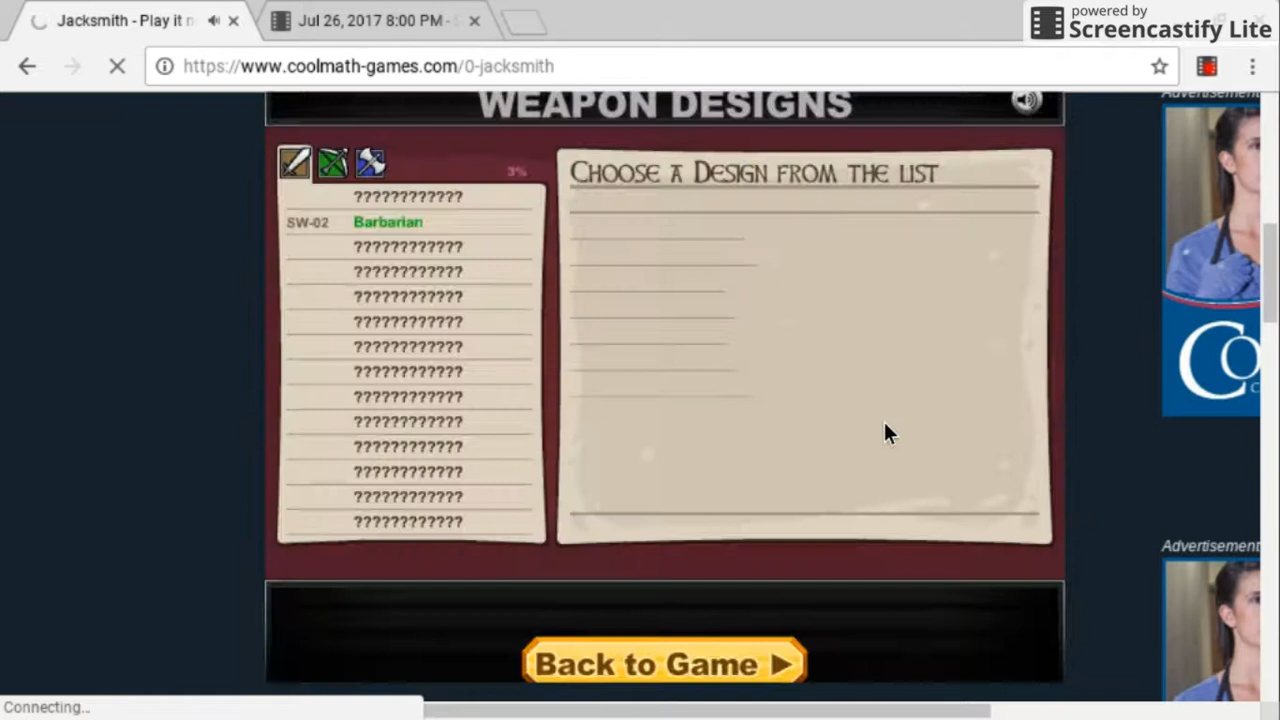 Jacksmith - Play it n
Jul 26, 2017 8:00 PM -
powered by
Screencastify Lite
https://www.coolmath-games.com/0-jacksmith
WEAPON DESIGNS
Advertisement
3%
CHOOSE A DESIGN FROM THE LIST
????????????
SW-02 Barbarian
????????????
????????????
????????????
????????????
????????????
????????????
????????????
????????????
????????????
????????????
????????????
????????????
Co
Advertisement
Back to Game
Connecting...